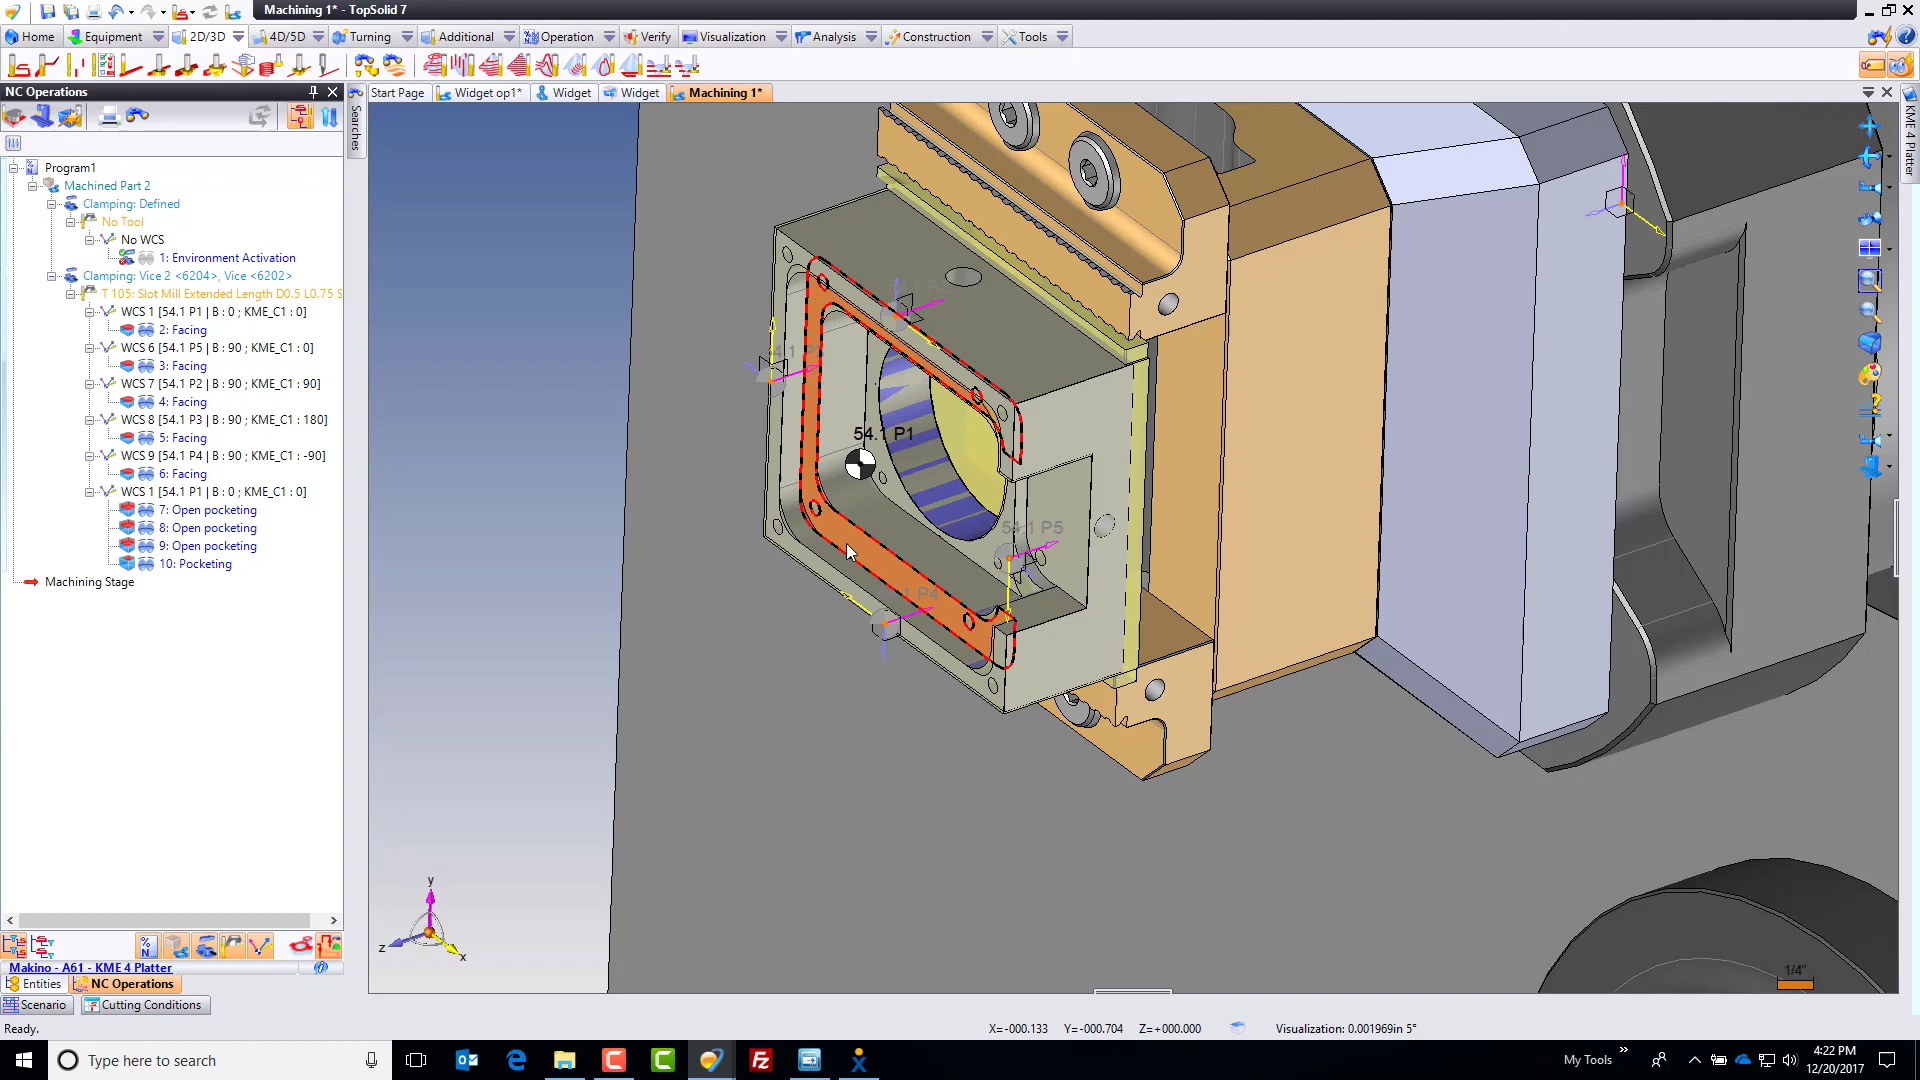 Machining 1* - TopSolid 7
Home
Equipment
2D/3D
4D/5D
Turning
Additional
Operation
Verify
Visualization
Analysis
Construction
Tools
NC Operations
Start Page
Widget op1*
Widget
Widget
Machining 1*
Searches
KME 4 Platter
Program1
Machined Part 2
Clamping: Defined
No Tool
No WCS
1: Environment Activation
Clamping: Vice 2 <6204>, Vice <6202>
T 105: Slot Mill Extended Length D0.5 L0.75 S
WCS 1 [54.1 P1 | B : 0 ; KME_C1 : 0]
2: Facing
WCS 6 [54.1 P5 | B : 90 ; KME_C1 : 0]
3: Facing
WCS 7 [54.1 P2 | B : 90 ; KME_C1 : 90]
4: Facing
WCS 8 [54.1 P3 | B : 90 ; KME_C1 : 180]
5: Facing
WCS 9 [54.1 P4 | B : 90 ; KME_C1 : -90]
6: Facing
WCS 1 [54.1 P1 | B : 0 ; KME_C1 : 0]
7: Open pocketing
8: Open pocketing
9: Open pocketing
10: Pocketing
Machining Stage
54.1 P1
54.1 P5
P4
y
z
x
1/4"
Makino - A61 - KME 4 Platter
Entities
NC Operations
Scenario
Cutting Conditions
Ready.
X=-000.133 Y=-000.704 Z=+000.000
Visualization: 0.001969in 5°
Type here to search
My Tools
4:22 PM
12/20/2017